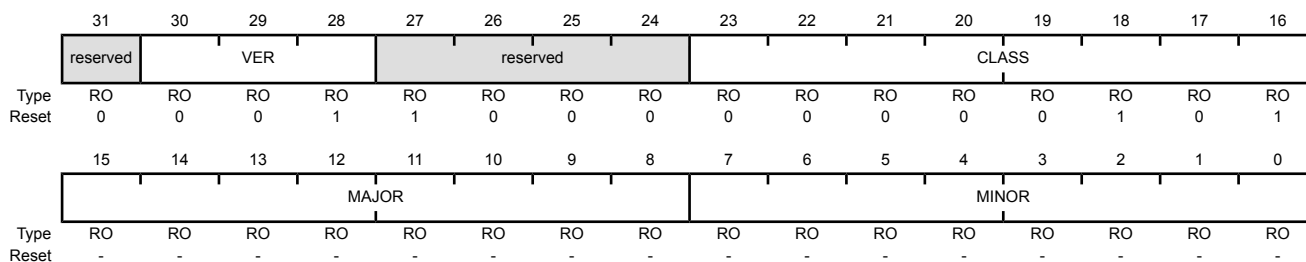 31 30 29 28 27 26 25 24 23 22 21 20 19 18 17 16
reserved VER reserved CLASS
Type RO RO RO RO RO RO RO RO RO RO RO RO RO RO RO RO
Reset 0 0 0 1 1 0 0 0 0 0 0 0 0 1 0 1
15 14 13 12 11 10 9 8 7 6 5 4 3 2 1 0
MAJOR MINOR
Type RO RO RO RO RO RO RO RO RO RO RO RO RO RO RO RO
Reset - - - - - - - - - - - - - - - -